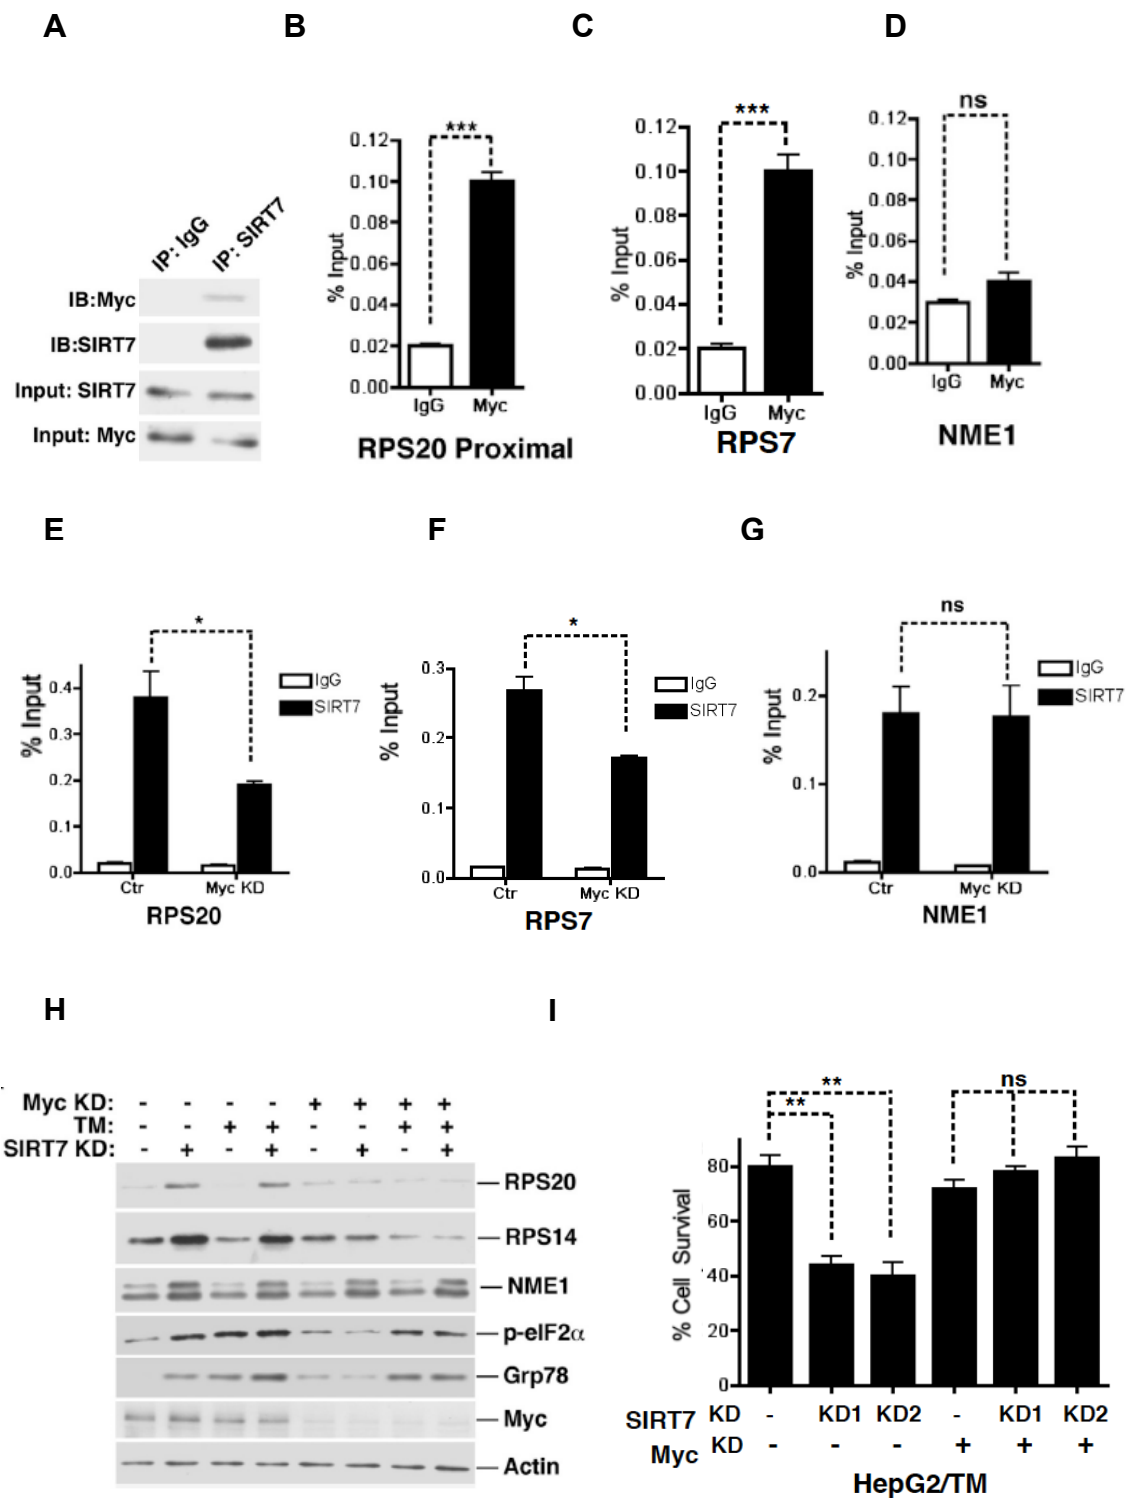 A
B
C
D
IP: IgG
IP: SIRT7
IB:Myc
IB:SIRT7
Input: SIRT7
Input: Myc
***
% Input
0.12
0.10
0.08
0.06
0.04
0.02
0.00
IgG Myc
RPS20 Proximal
***
% Input
0.12
0.10
0.08
0.06
0.04
0.02
0.00
IgG Myc
RPS7
ns
% Input
0.12
0.10
0.08
0.06
0.04
0.02
0.00
IgG Myc
NME1
E
F
G
*
% Input
0.4
0.3
0.2
0.1
0.0
IgG
SIRT7
Ctr Myc KD
RPS20
*
% Input
0.3
0.2
0.1
0.0
IgG
SIRT7
Ctr Myc KD
RPS7
ns
% Input
0.2
0.1
0.0
IgG
SIRT7
Ctr Myc KD
NME1
H
I
Myc KD: - - - - + + + +
TM: - - + + - - + +
SIRT7 KD: - + - + - + - +
RPS20
RPS14
NME1
p-eIF2α
Grp78
Myc
Actin
**
**
ns
% Cell Survival
80
60
40
20
0
SIRT7 KD - KD1 KD2 - KD1 KD2
Myc KD - - - + + +
HepG2/TM